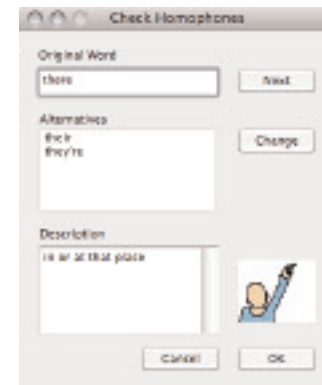 Check Homophones
Original Word
there
Next
Alternatives
their
they're
Change
Description
in or at that place
Cancel
OK